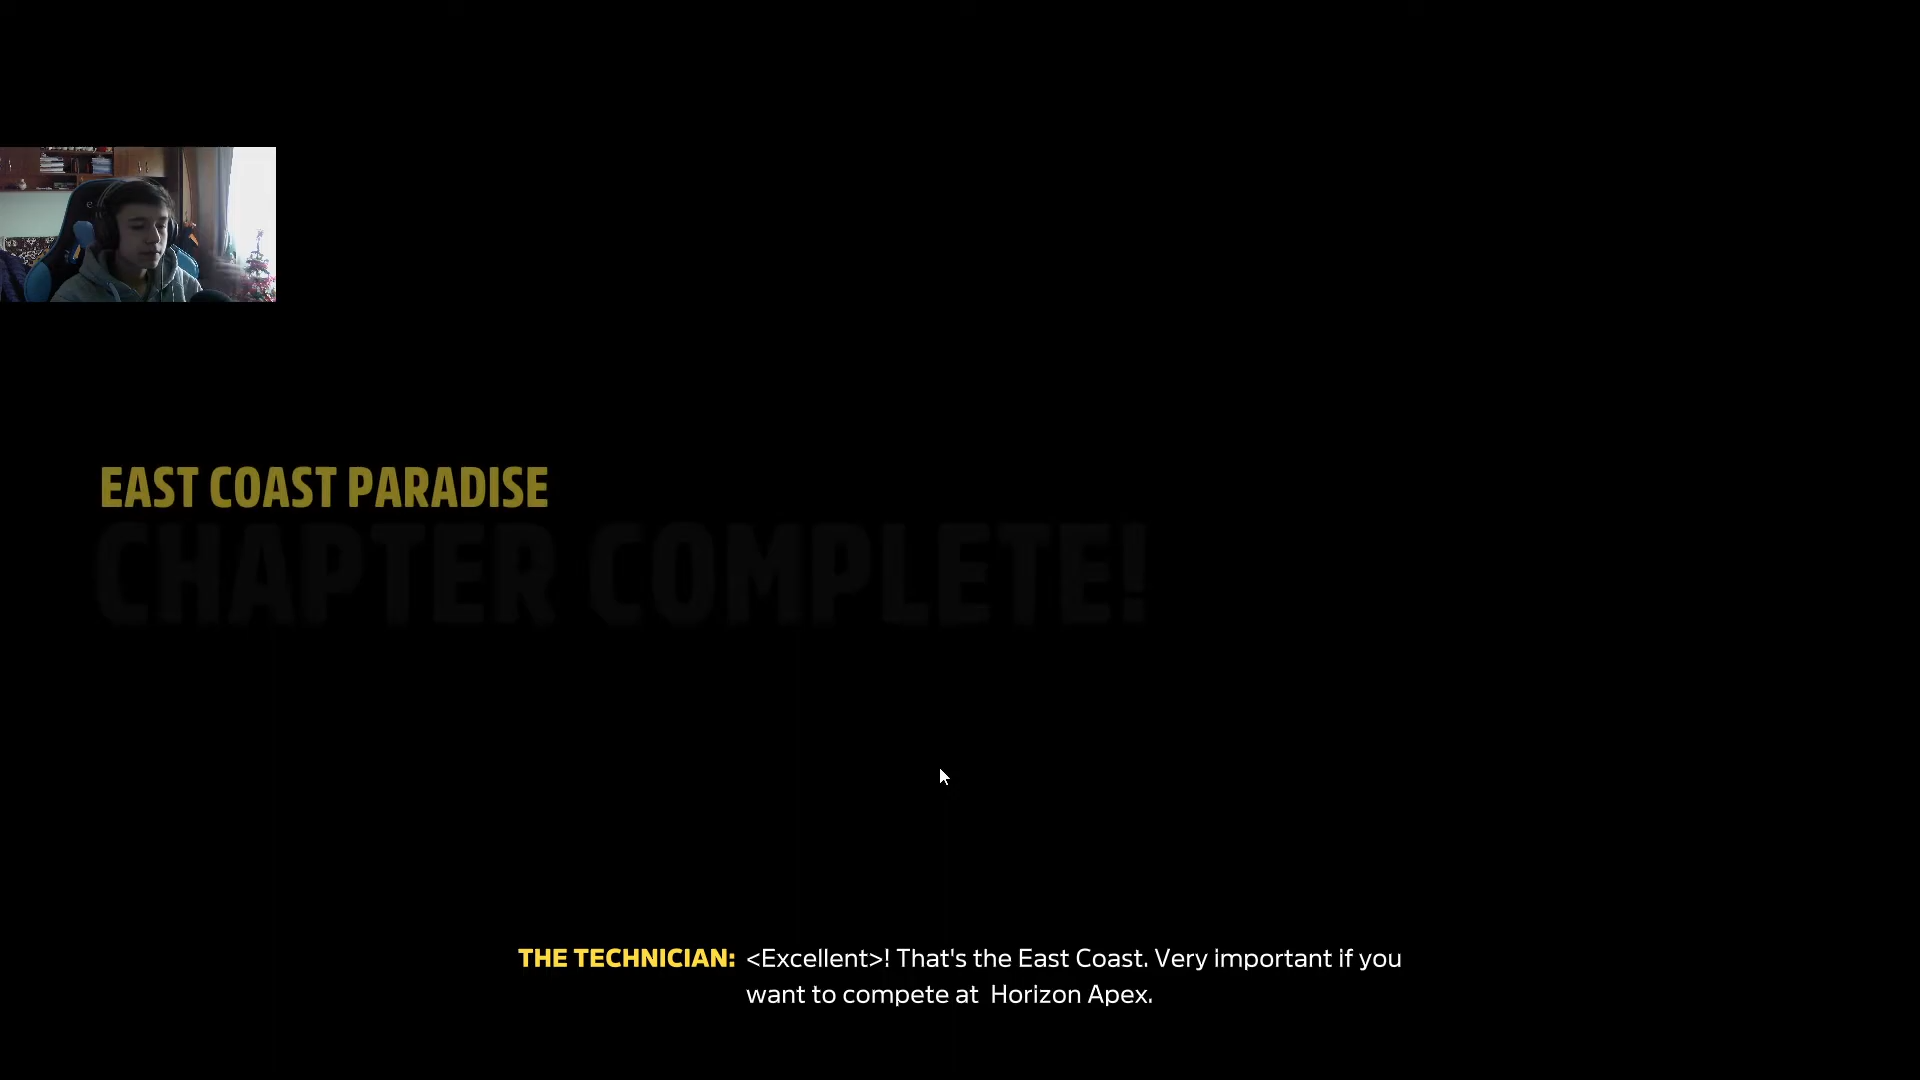 EAST COAST PARADISE
CHAPTER COMPLETE!
THE TECHNICIAN: <Excellent>! That's the East Coast. Very important if you
want to compete at  Horizon Apex.